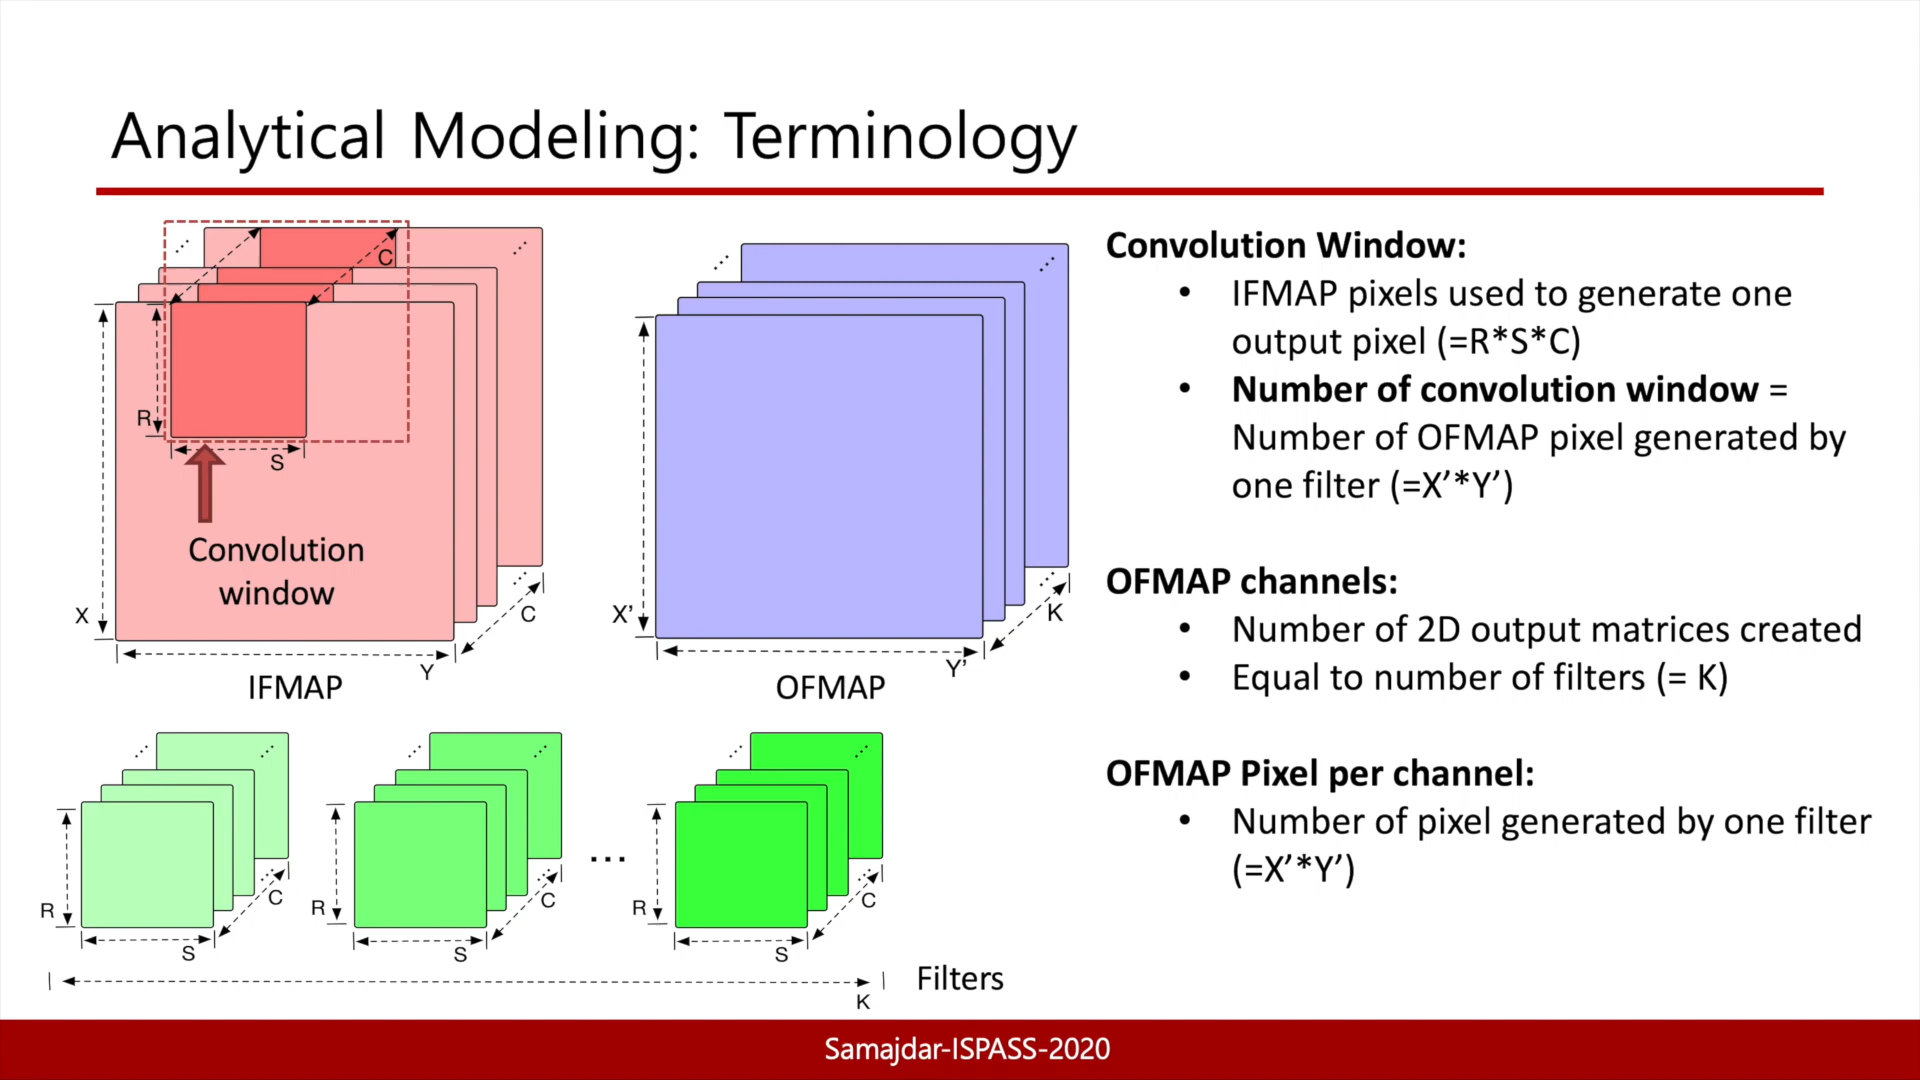 Analytical Modeling: Terminology
C
R
S
Convolution
window
X
C
Y
IFMAP
X'
K
Y'
OFMAP
R
C
S
R
C
S
...
R
C
S
K
Filters
Convolution Window:
• IFMAP pixels used to generate one
output pixel (=R*S*C)
• Number of convolution window =
Number of OFMAP pixel generated by
one filter (=X’*Y’)
OFMAP channels:
• Number of 2D output matrices created
• Equal to number of filters (= K)
OFMAP Pixel per channel:
• Number of pixel generated by one filter
(=X’*Y’)
Samajdar-ISPASS-2020